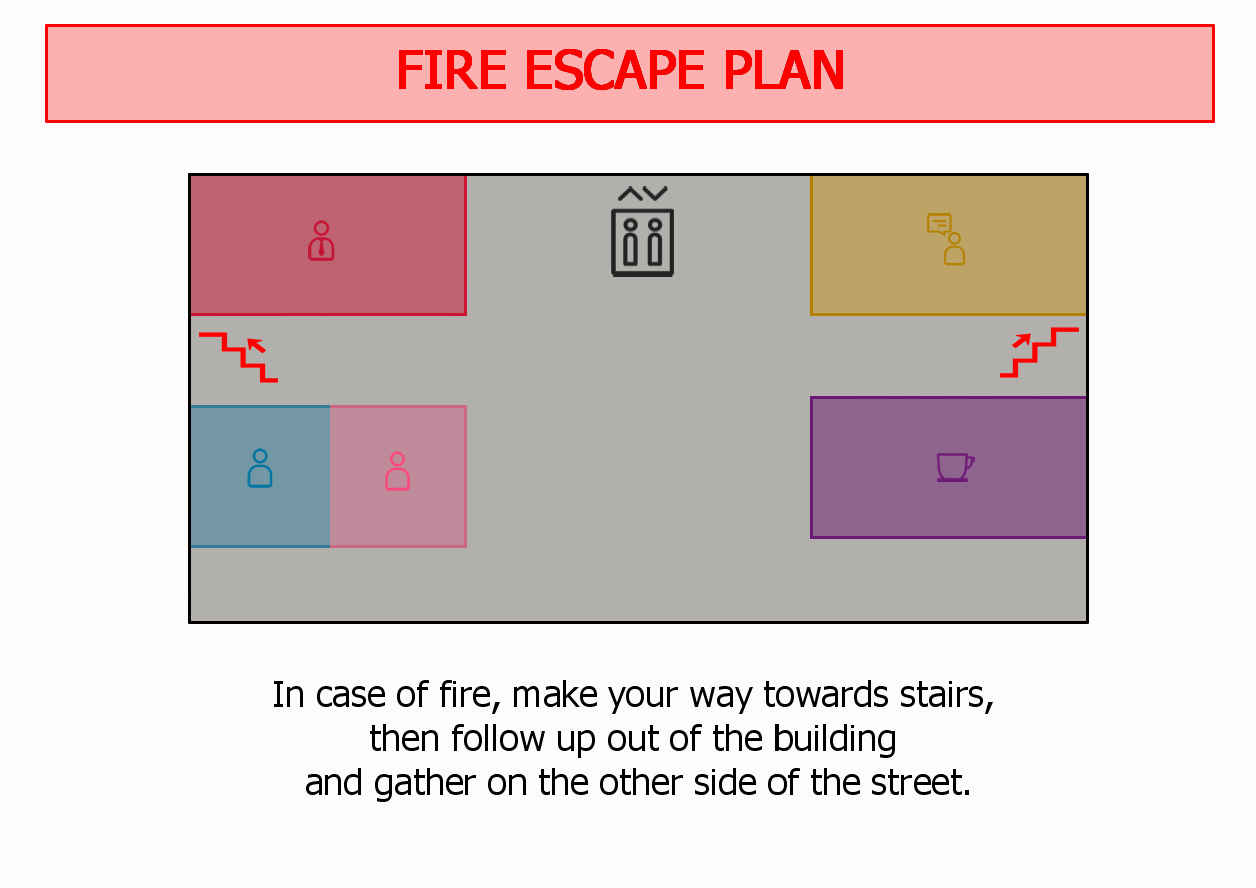 FIRE ESCAPE PLAN
In case of fire, make your way towards stairs,
then follow up out of the building
and gather on the other side of the street.